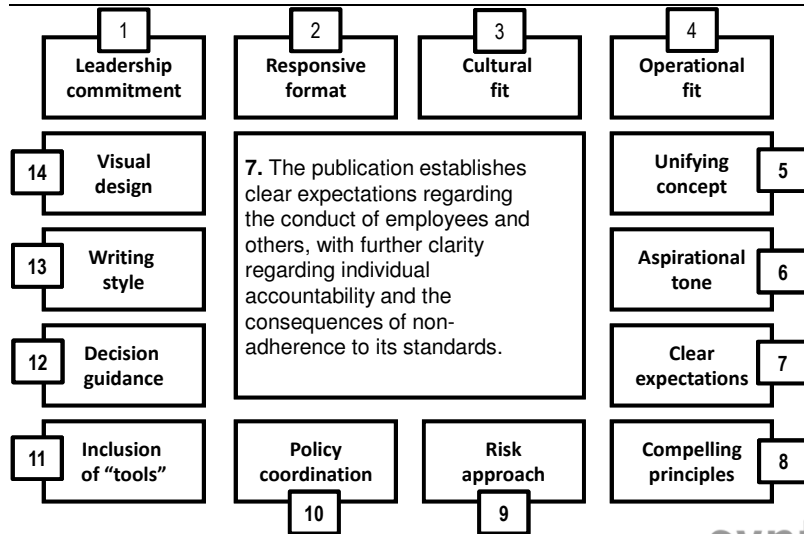 1
Leadership
commitment
2
Responsive
format
3
Cultural
fit
4
Operational
fit
14
Visual
design
7. The publication establishes
clear expectations regarding
the conduct of employees and
others, with further clarity
regarding individual
accountability and the
consequences of non-
adherence to its standards.
Unifying
concept
5
13
Writing
style
Aspirational
tone
6
12
Decision
guidance
Clear
expectations
7
11
Inclusion
of “tools”
Policy
coordination
10
Risk
approach
9
Compelling
principles
8